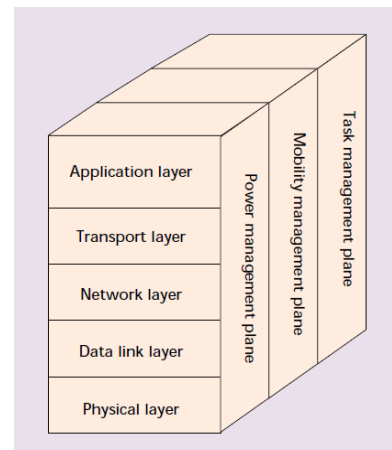 Application layer
Transport layer
Network layer
Data link layer
Physical layer
Power management plane
Mobility management plane
Task management plane